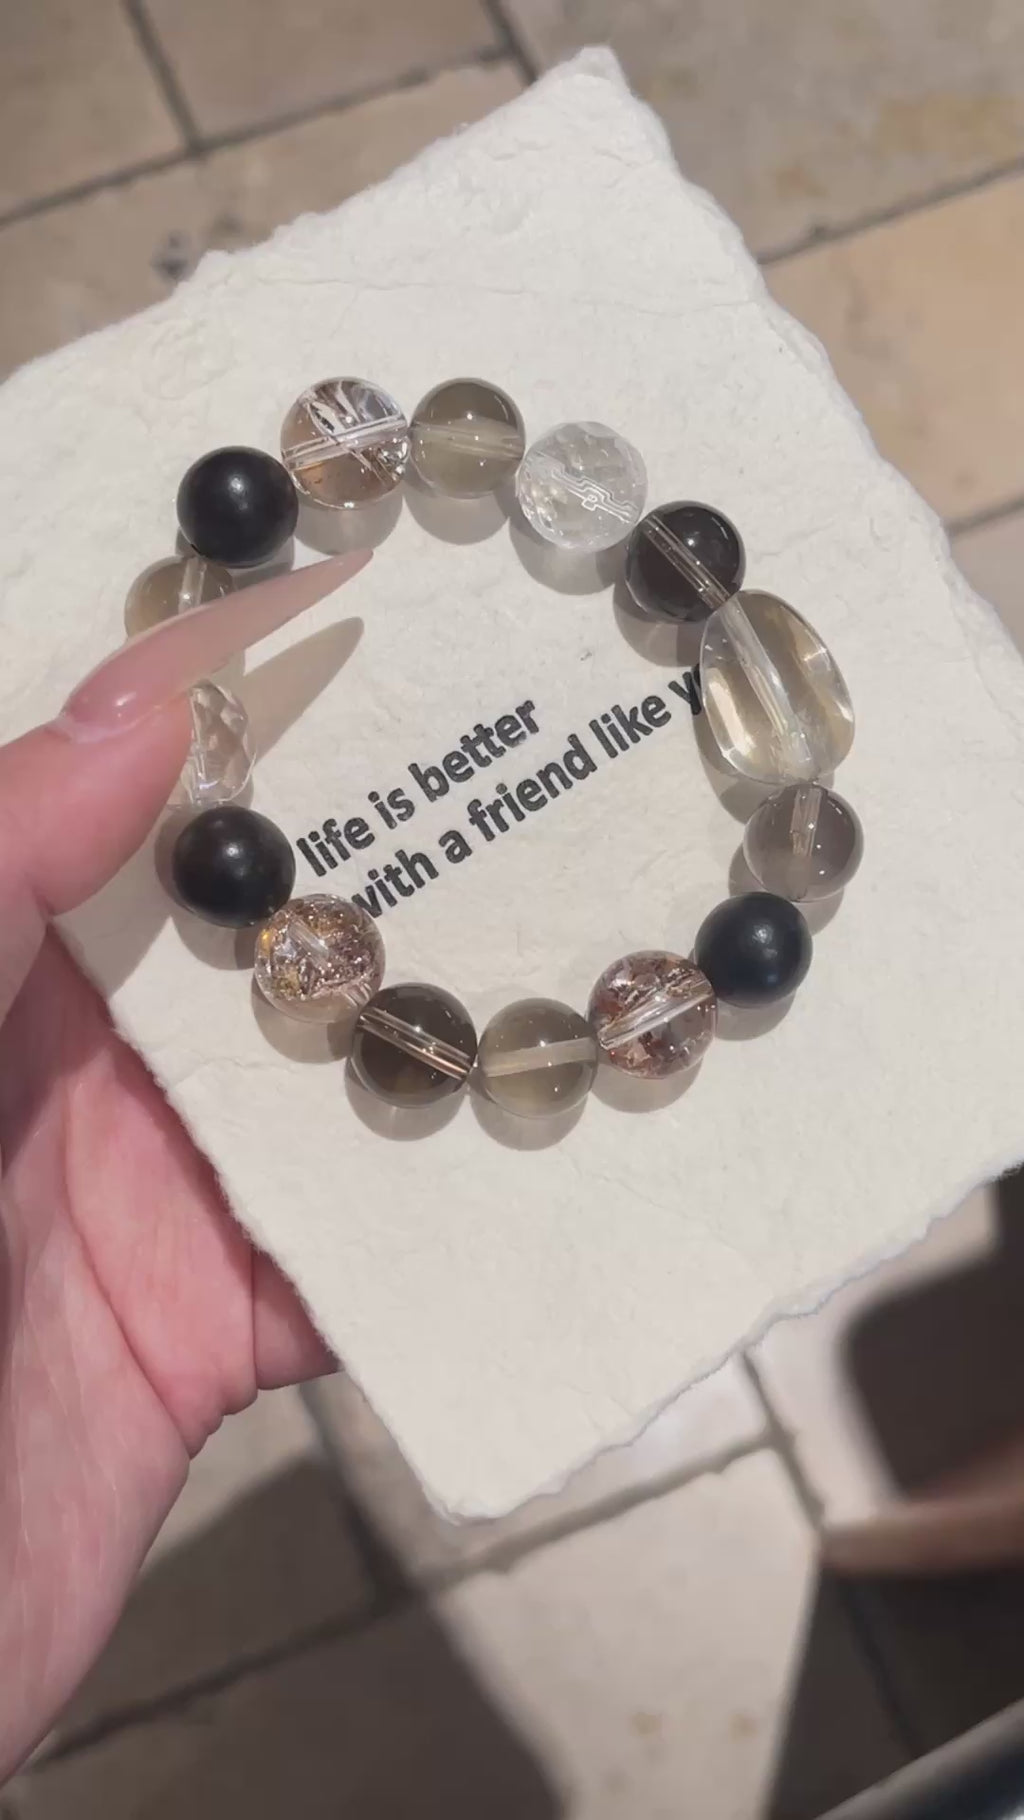 life is better
with a friend like